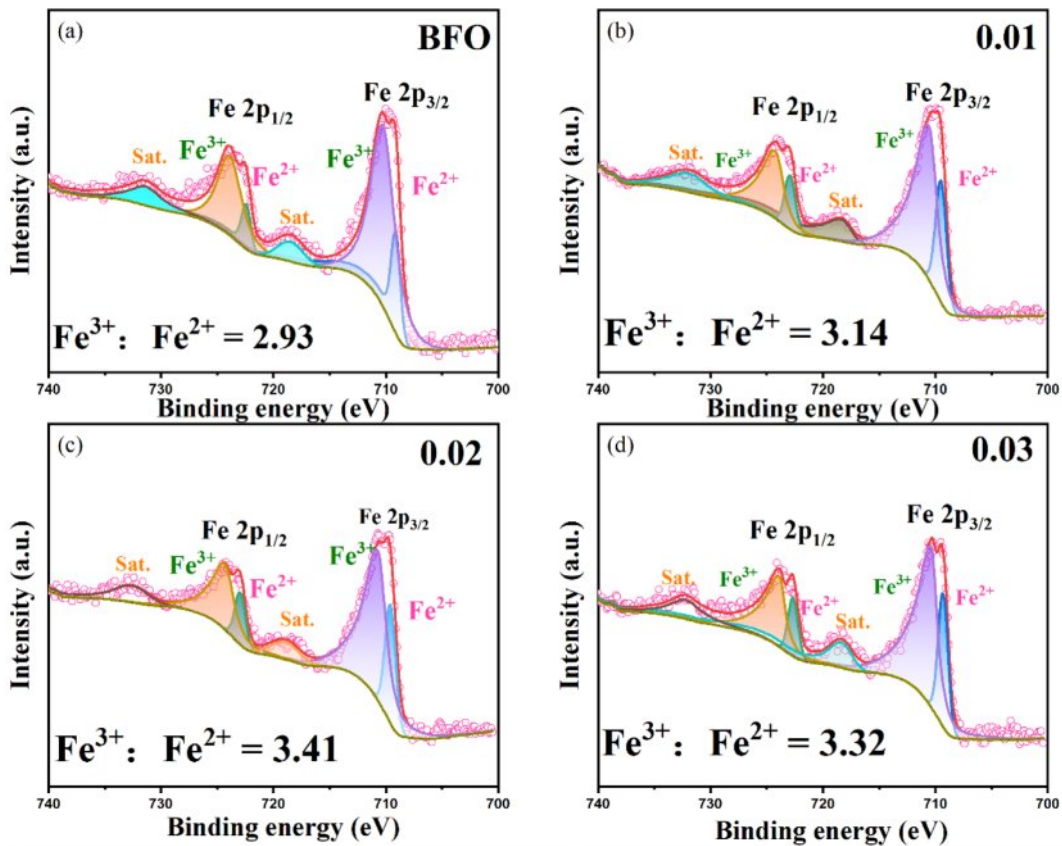 (a) BFO
Fe 2p1/2 Fe 2p3/2
Sat. Fe³⁺ Fe²⁺ Sat. Fe³⁺ Fe²⁺
Fe³⁺: Fe²⁺ = 2.93
Intensity (a.u.)
740 730 720 710 700
Binding energy (eV)
(b) 0.01
Fe 2p1/2 Fe 2p3/2
Sat. Fe³⁺ Fe²⁺ Sat. Fe³⁺ Fe²⁺
Fe³⁺: Fe²⁺ = 3.14
Intensity (a.u.)
740 730 720 710 700
Binding energy (eV)
(c) 0.02
Fe 2p1/2 Fe 2p3/2
Sat. Fe³⁺ Fe²⁺ Sat. Fe³⁺ Fe²⁺
Fe³⁺: Fe²⁺ = 3.41
Intensity (a.u.)
740 730 720 710 700
Binding energy (eV)
(d) 0.03
Fe 2p1/2 Fe 2p3/2
Sat. Fe³⁺ Fe²⁺ Sat. Fe³⁺ Fe²⁺
Fe³⁺: Fe²⁺ = 3.32
Intensity (a.u.)
740 730 720 710 700
Binding energy (eV)